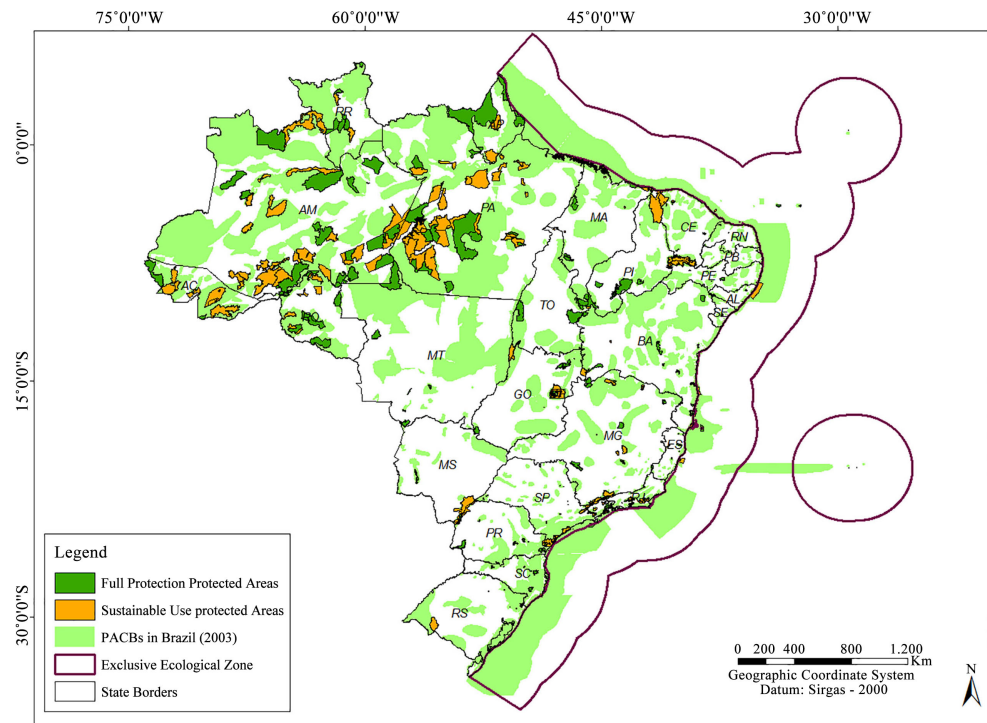 75°0'0"W 60°0'0"W 45°0'0"W 30°0'0"W
0°0'0"
15°0'0"S
30°0'0"S
RR
AP
AM
PA
MA
CE
RN
PB
PE
AL
SE
PI
AC
RO
TO
BA
MT
GO
DF
MG
ES
MS
SP
RJ
PR
SC
RS
Legend
Full Protection Protected Areas
Sustainable Use protected Areas
PACBs in Brazil (2003)
Exclusive Ecological Zone
State Borders
0 200 400 800 1.200
Km
Geographic Coordinate System
Datum: Sirgas - 2000
N